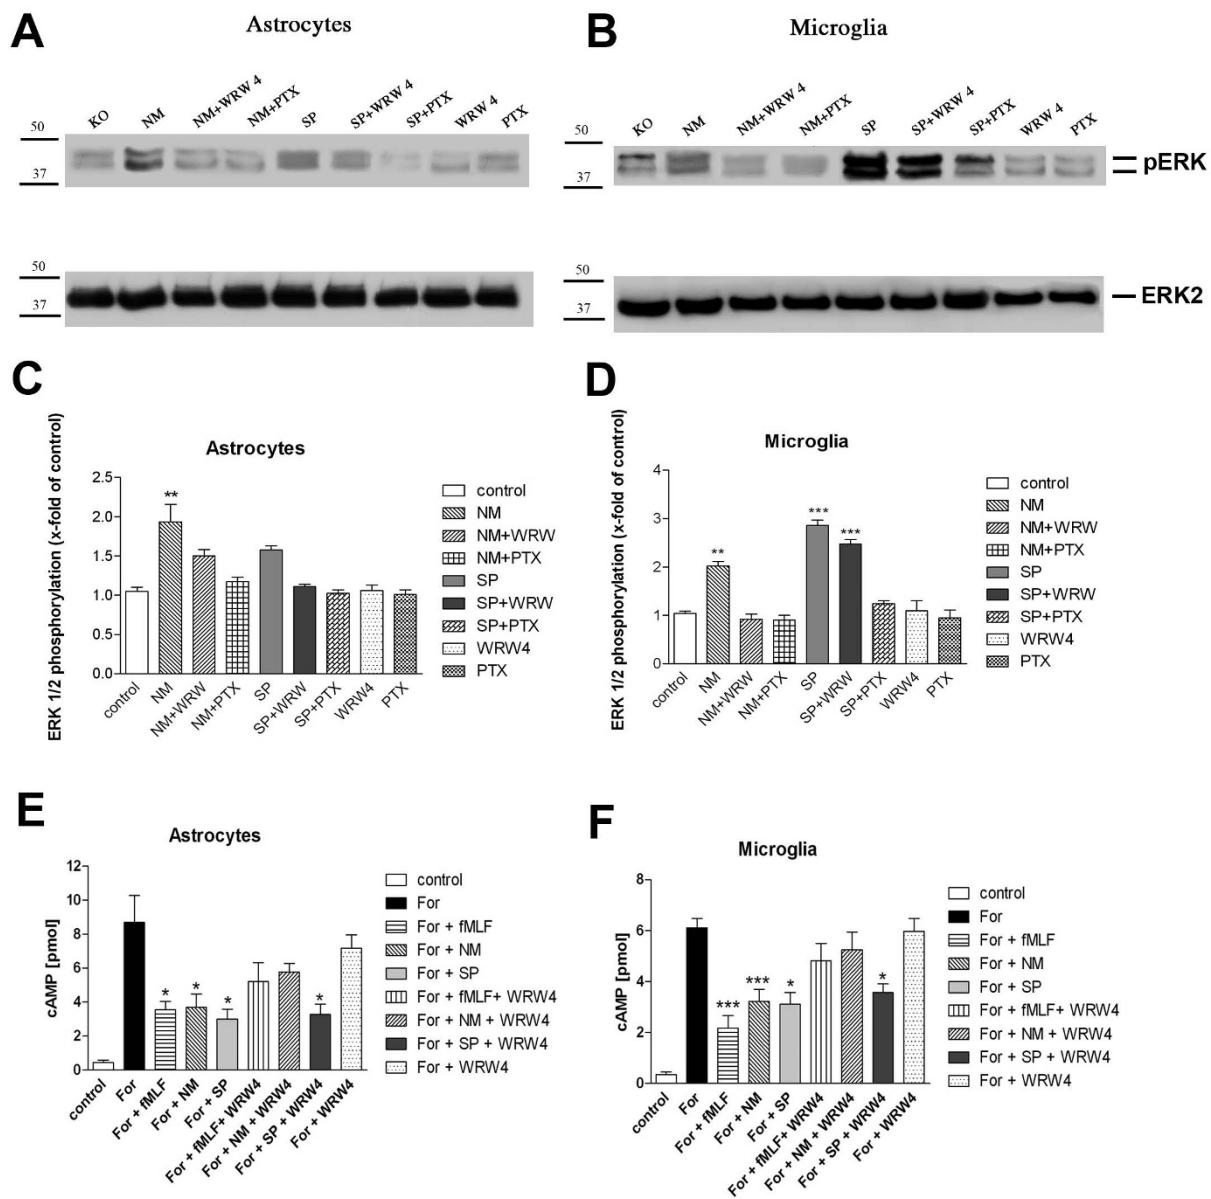 A
Astrocytes
KO NM NM+WRW 4 NM+PTX SP SP+WRW 4 SP+PTX WRW 4 PTX
50
37
50
37
B
Microglia
KO NM NM+WRW 4 NM+PTX SP SP+WRW 4 SP+PTX WRW 4 PTX
50
37
pERK
50
37
ERK2
C
Astrocytes
ERK 1/2 phosphorylation (x-fold of control)
2.5
2.0
1.5
1.0
0.5
0.0
**
control NM NM+WRW NM+PTX SP SP+WRW SP+PTX WRW4 PTX
control
NM
NM+WRW
NM+PTX
SP
SP+WRW
SP+PTX
WRW4
PTX
D
Microglia
ERK 1/2 phosphorylation (x-fold of control)
4
3
2
1
0
**
***
***
control NM NM+WRW NM+PTX SP SP+WRW SP+PTX WRW4 PTX
control
NM
NM+WRW
NM+PTX
SP
SP+WRW
SP+PTX
WRW4
PTX
E
Astrocytes
cAMP [pmol]
12
10
8
6
4
2
0
* * * *
control For For + fMLF For + NM For + SP For + fMLF+ WRW4 For + NM + WRW4 For + SP + WRW4 For + WRW4
control
For
For + fMLF
For + NM
For + SP
For + fMLF+ WRW4
For + NM + WRW4
For + SP + WRW4
For + WRW4
F
Microglia
cAMP [pmol]
8
6
4
2
0
*** *** * *
control For For + fMLF For + NM For + SP For + fMLF+ WRW4 For + NM + WRW4 For + SP + WRW4 For + WRW4
control
For
For + fMLF
For + NM
For + SP
For + fMLF+ WRW4
For + NM + WRW4
For + SP + WRW4
For + WRW4